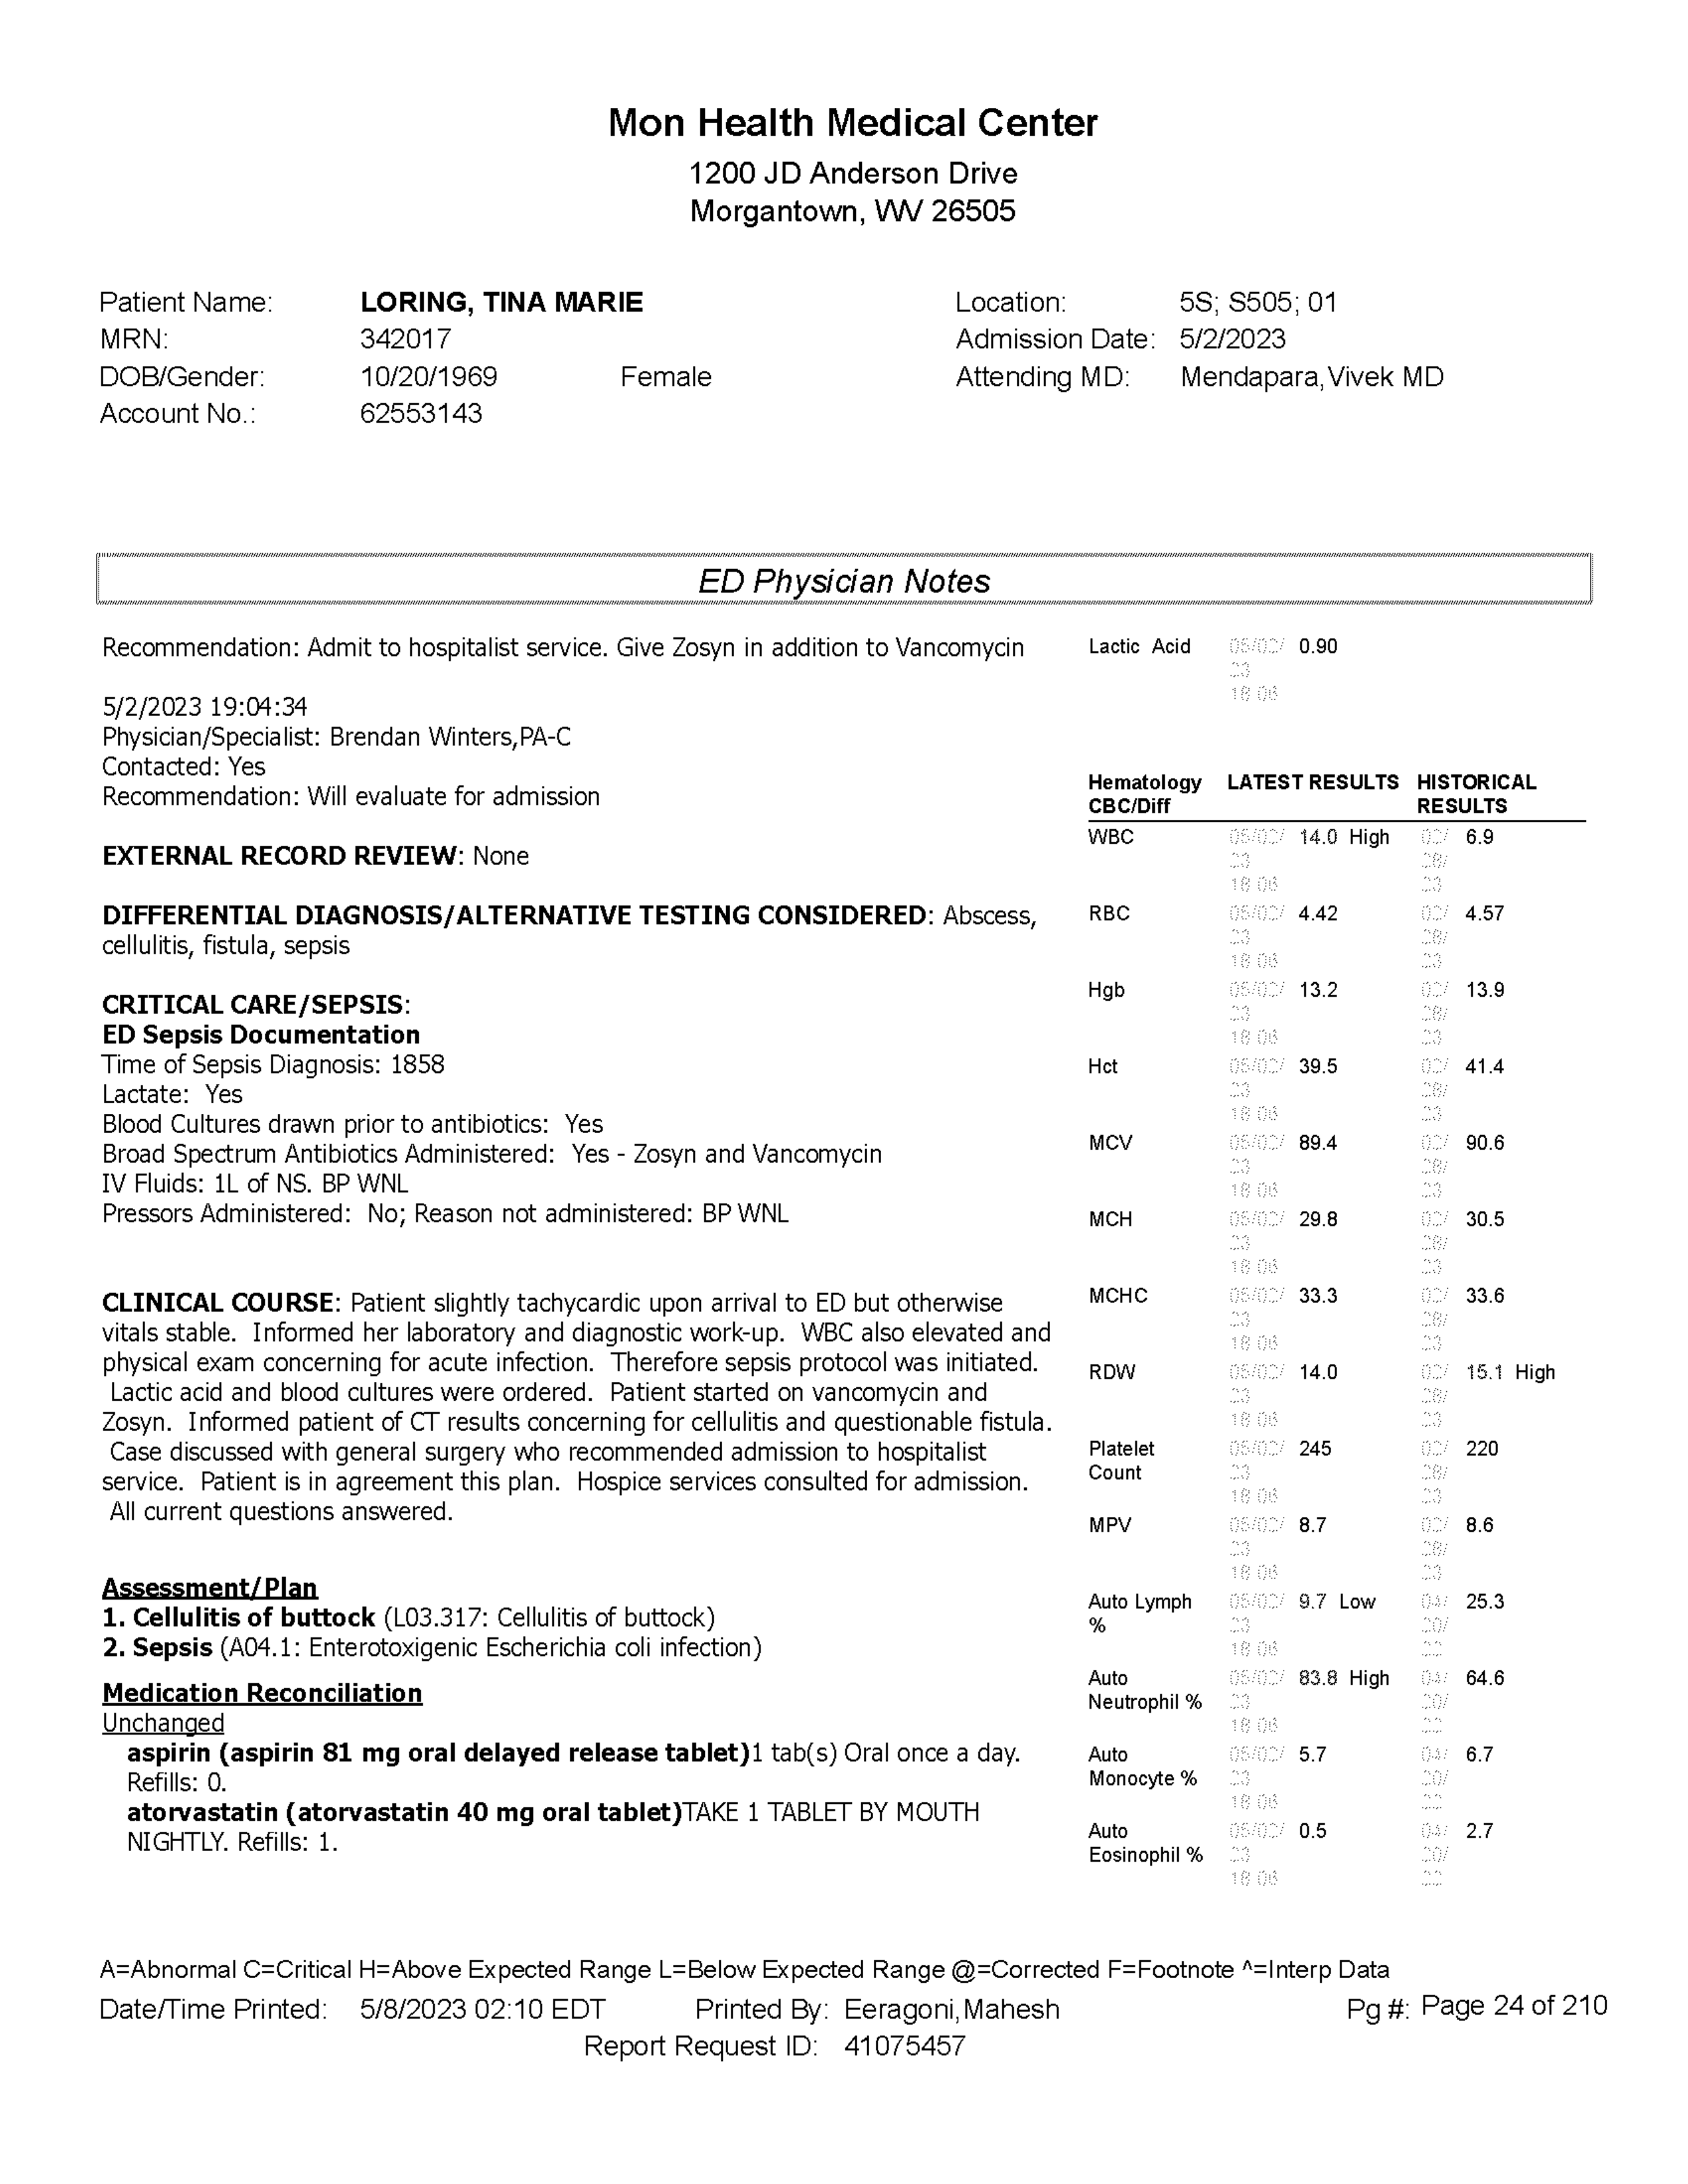 Mon Health Medical Center
1200 JD Anderson Drive
Morgantown, WV 26505
Patient Name: LORING, TINA MARIE
MRN: 342017
DOB/Gender: 10/20/1969 Female
Account No.: 62553143
Location: 5S; S505; 01
Admission Date: 5/2/2023
Attending MD: Mendapara,Vivek MD
ED Physician Notes
Recommendation: Admit to hospitalist service. Give Zosyn in addition to Vancomycin
5/2/2023 19:04:34
Physician/Specialist: Brendan Winters,PA-C
Contacted: Yes
Recommendation: Will evaluate for admission
EXTERNAL RECORD REVIEW: None
DIFFERENTIAL DIAGNOSIS/ALTERNATIVE TESTING CONSIDERED: Abscess,
cellulitis, fistula, sepsis
CRITICAL CARE/SEPSIS:
ED Sepsis Documentation
Time of Sepsis Diagnosis: 1858
Lactate: Yes
Blood Cultures drawn prior to antibiotics: Yes
Broad Spectrum Antibiotics Administered: Yes - Zosyn and Vancomycin
IV Fluids: 1L of NS. BP WNL
Pressors Administered: No; Reason not administered: BP WNL
CLINICAL COURSE: Patient slightly tachycardic upon arrival to ED but otherwise
vitals stable. Informed her laboratory and diagnostic work-up. WBC also elevated and
physical exam concerning for acute infection. Therefore sepsis protocol was initiated.
Lactic acid and blood cultures were ordered. Patient started on vancomycin and
Zosyn. Informed patient of CT results concerning for cellulitis and questionable fistula.
Case discussed with general surgery who recommended admission to hospitalist
service. Patient is in agreement this plan. Hospice services consulted for admission.
All current questions answered.
Assessment/Plan
1. Cellulitis of buttock (L03.317: Cellulitis of buttock)
2. Sepsis (A04.1: Enterotoxigenic Escherichia coli infection)
Medication Reconciliation
Unchanged
aspirin (aspirin 81 mg oral delayed release tablet)1 tab(s) Oral once a day.
Refills: 0.
atorvastatin (atorvastatin 40 mg oral tablet)TAKE 1 TABLET BY MOUTH
NIGHTLY. Refills: 1.
Lactic Acid 05/02/ 0.90
23
18:06
Hematology LATEST RESULTS HISTORICAL
CBC/Diff RESULTS
WBC 05/02/ 14.0 High 02/ 6.9
23 28/
18:06 23
RBC 05/02/ 4.42 02/ 4.57
23 28/
18:06 23
Hgb 05/02/ 13.2 02/ 13.9
23 28/
18:06 23
Hct 05/02/ 39.5 02/ 41.4
23 28/
18:06 23
MCV 05/02/ 89.4 02/ 90.6
23 28/
18:06 23
MCH 05/02/ 29.8 02/ 30.5
23 28/
18:06 23
MCHC 05/02/ 33.3 02/ 33.6
23 28/
18:06 23
RDW 05/02/ 14.0 02/ 15.1 High
23 28/
18:06 23
Platelet 05/02/ 245 02/ 220
Count 23 28/
18:06 23
MPV 05/02/ 8.7 02/ 8.6
23 28/
18:06 23
Auto Lymph 05/02/ 9.7 Low 04/ 25.3
% 23 20/
18:06 22
Auto 05/02/ 83.8 High 04/ 64.6
Neutrophil % 23 20/
18:06 22
Auto 05/02/ 5.7 04/ 6.7
Monocyte % 23 20/
18:06 22
Auto 05/02/ 0.5 04/ 2.7
Eosinophil % 23 20/
18:06 22
A=Abnormal C=Critical H=Above Expected Range L=Below Expected Range @=Corrected F=Footnote ^=Interp Data
Date/Time Printed: 5/8/2023 02:10 EDT Printed By: Eeragoni,Mahesh Pg #: Page 24 of 210
Report Request ID: 41075457